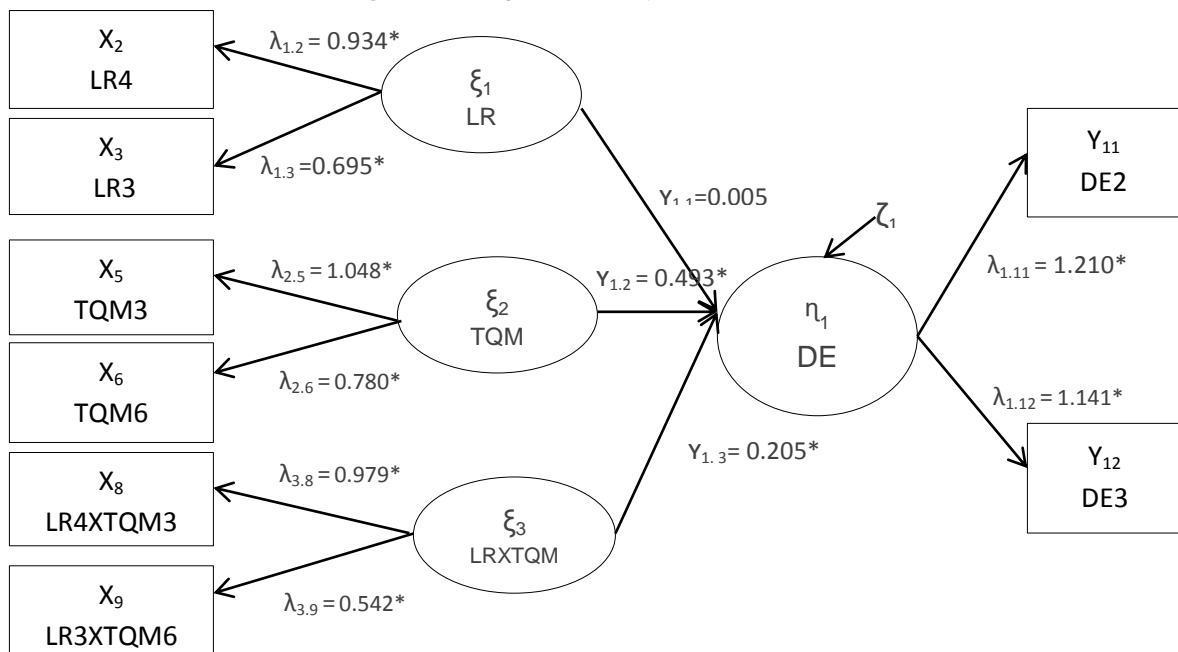 X₂
LR4
λ₁.₂ = 0.934*
ξ₁
LR
X₃
LR3
λ₁.₃ =0.695*
Y₁₁
DE2
γ₁.₁=0.005
ζ₁
X₅
TQM3
λ₂.₅ = 1.048*
γ₁.₂ = 0.493*
λ₁.₁₁ = 1.210*
ξ₂
TQM
η₁
DE
X₆
TQM6
λ₂.₆ = 0.780*
λ₁.₁₂ = 1.141*
γ₁. ₃= 0.205*
X₈
LR4XTQM3
λ₃.₈ = 0.979*
Y₁₂
DE3
ξ₃
LRXTQM
X₉
LR3XTQM6
λ₃.₉ = 0.542*